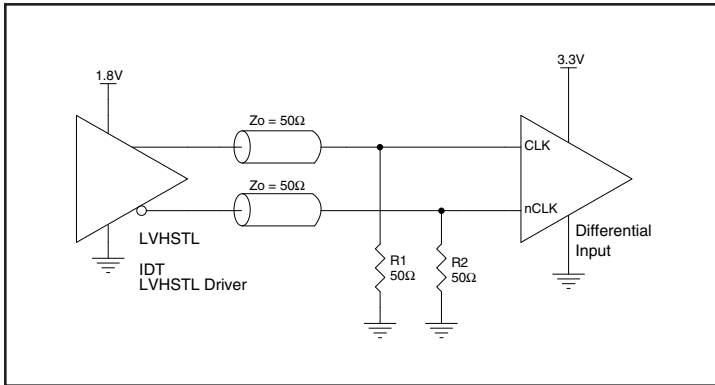 1.8V
3.3V
Zo = 50Ω
CLK
Zo = 50Ω
nCLK
LVHSTL
Differential
Input
IDT
LVHSTL Driver
R1
50Ω
R2
50Ω